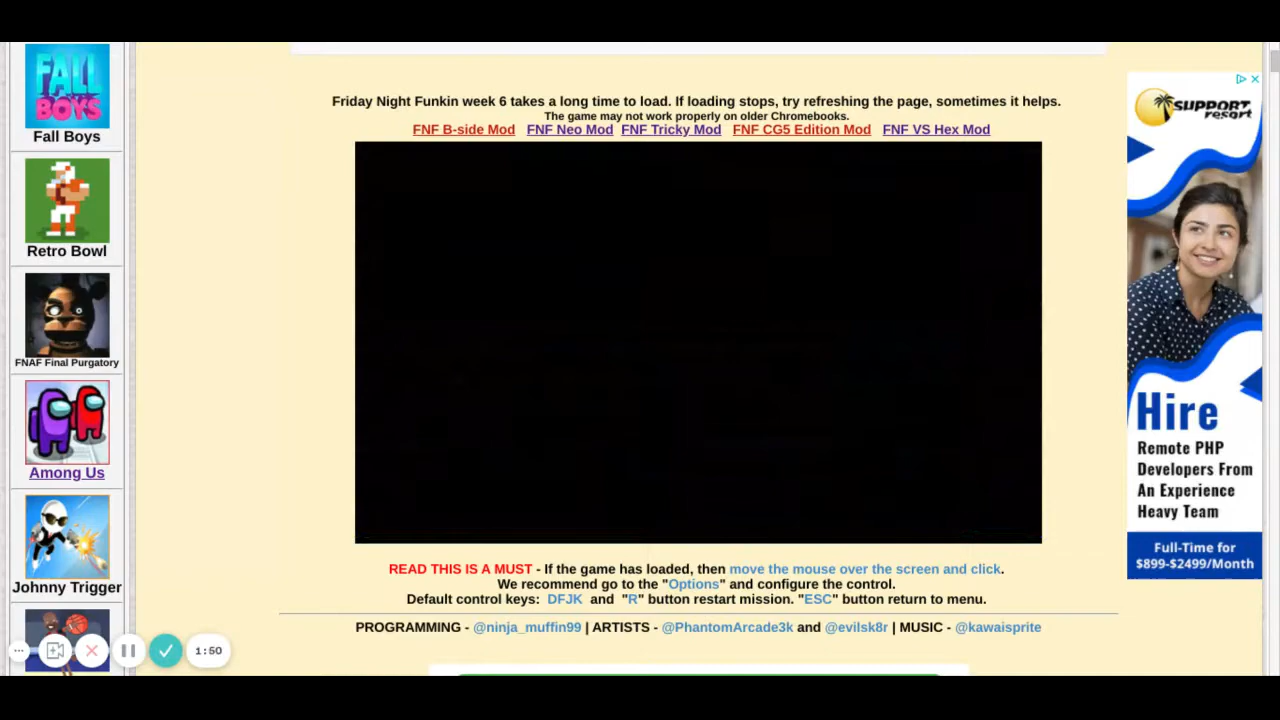 FALL
BOYS
Fall Boys
Retro Bowl
FNAF Final Purgatory
Among Us
Johnny Trigger
1:50
Friday Night Funkin week 6 takes a long time to load. If loading stops, try refreshing the page, sometimes it helps.
The game may not work properly on older Chromebooks.
FNF B-side Mod FNF Neo Mod FNF Tricky Mod FNF CG5 Edition Mod FNF VS Hex Mod
READ THIS IS A MUST - If the game has loaded, then move the mouse over the screen and click.
We recommend go to the "Options" and configure the control.
Default control keys: DFJK and "R" button restart mission. "ESC" button return to menu.
PROGRAMMING - @ninja_muffin99 | ARTISTS - @PhantomArcade3k and @evilsk8r | MUSIC - @kawaisprite
SUPPORT
resort
Hire
Remote PHP
Developers From
An Experience
Heavy Team
Full-Time for
$899-$2499/Month